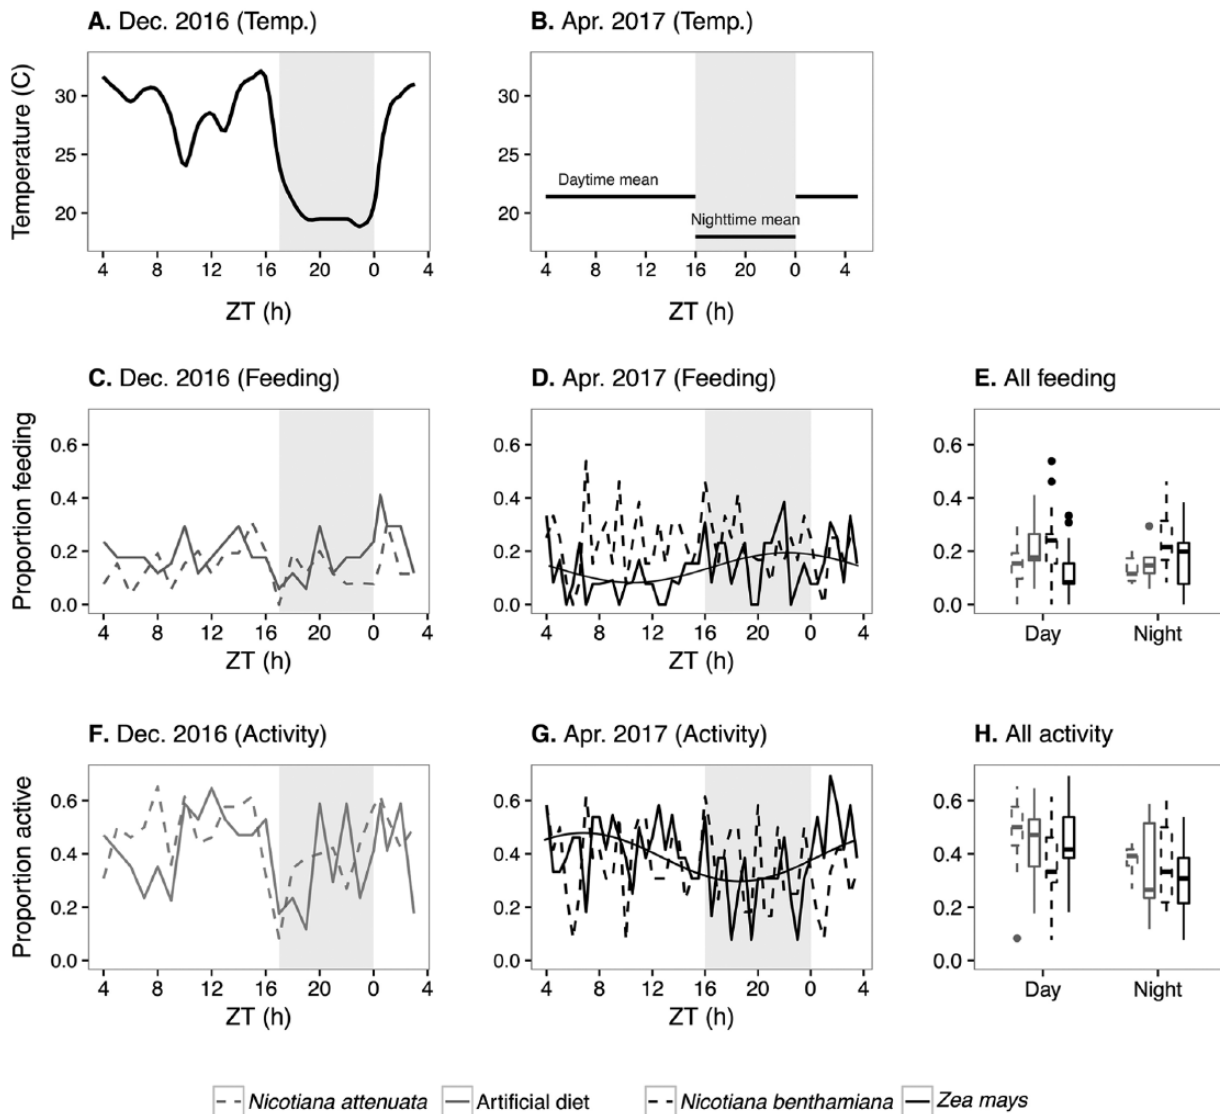 A. Dec. 2016 (Temp.)
B. Apr. 2017 (Temp.)
Temperature (C)
30
25
20
4 8 12 16 20 0 4
ZT (h)
30
25
20
Daytime mean
Nighttime mean
4 8 12 16 20 0 4
ZT (h)
C. Dec. 2016 (Feeding)
D. Apr. 2017 (Feeding)
E. All feeding
Proportion feeding
0.6
0.4
0.2
0.0
4 8 12 16 20 0 4
ZT (h)
0.6
0.4
0.2
0.0
4 8 12 16 20 0 4
ZT (h)
0.6
0.4
0.2
0.0
Day Night
F. Dec. 2016 (Activity)
G. Apr. 2017 (Activity)
H. All activity
Proportion active
0.6
0.4
0.2
0.0
4 8 12 16 20 0 4
ZT (h)
0.6
0.4
0.2
0.0
4 8 12 16 20 0 4
ZT (h)
0.6
0.4
0.2
0.0
Day Night
Nicotiana attenuata Artificial diet Nicotiana benthamiana Zea mays